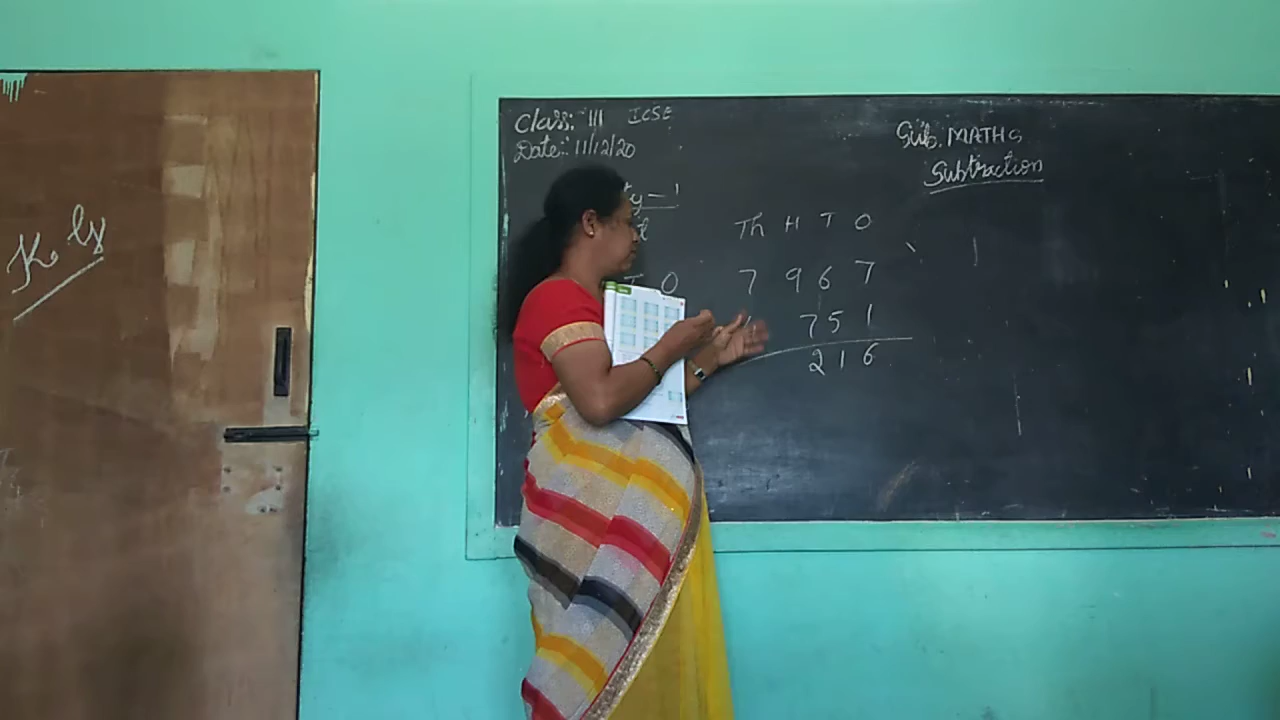 Class: III ICSE
Date: 11/12/20
Sub. MATHS
Subtraction
Th H T O
T O
7 9 6 7
7 5 1
2 1 6